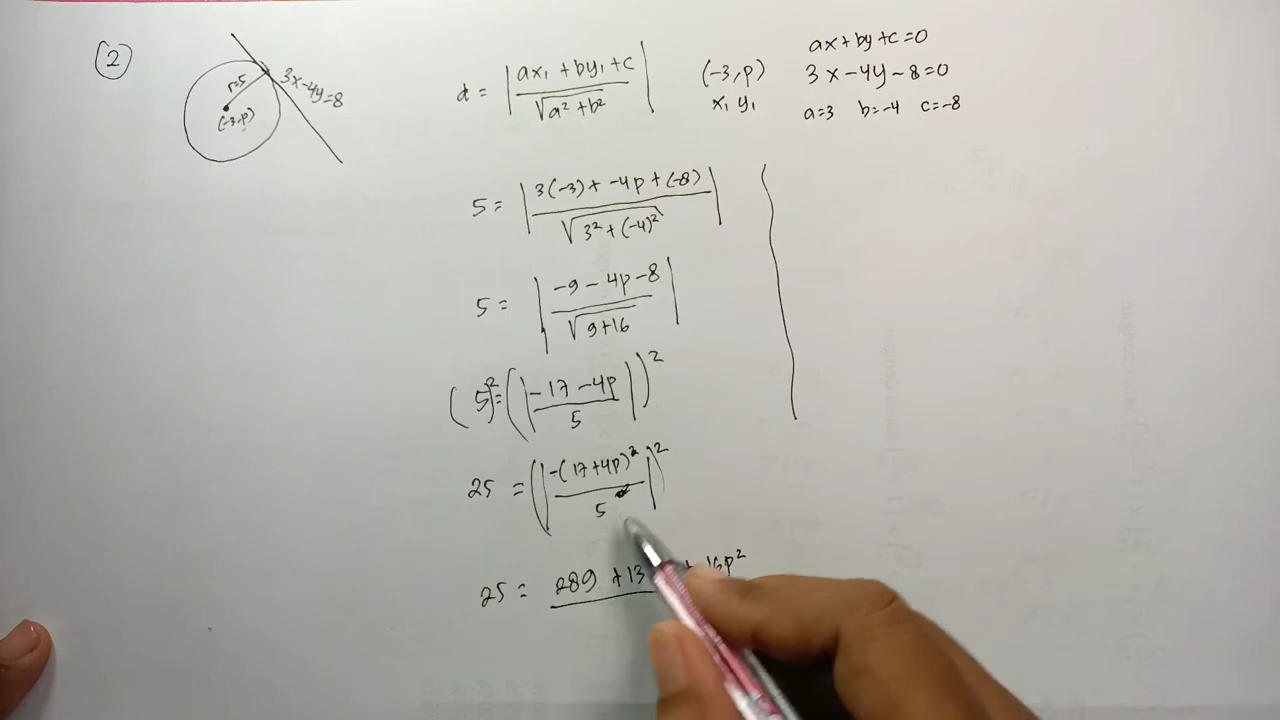 2
r=5
(-3,p)
3x-4y=8
d = |ax₁ + by₁ + c / √a² + b²|
(-3, p)
x₁ y₁
ax + by + c = 0
3x - 4y - 8 = 0
a=3 b=-4 c=-8
5 = |3(-3) + -4p + (-8) / √3² + (-4)²|
5 = |-9 - 4p - 8 / √9+16|
(5)² = (|-17 - 4p / 5|)²
25 = (|-(17+4p)² / 5|)²
25 = 289 + 13 + 16p²